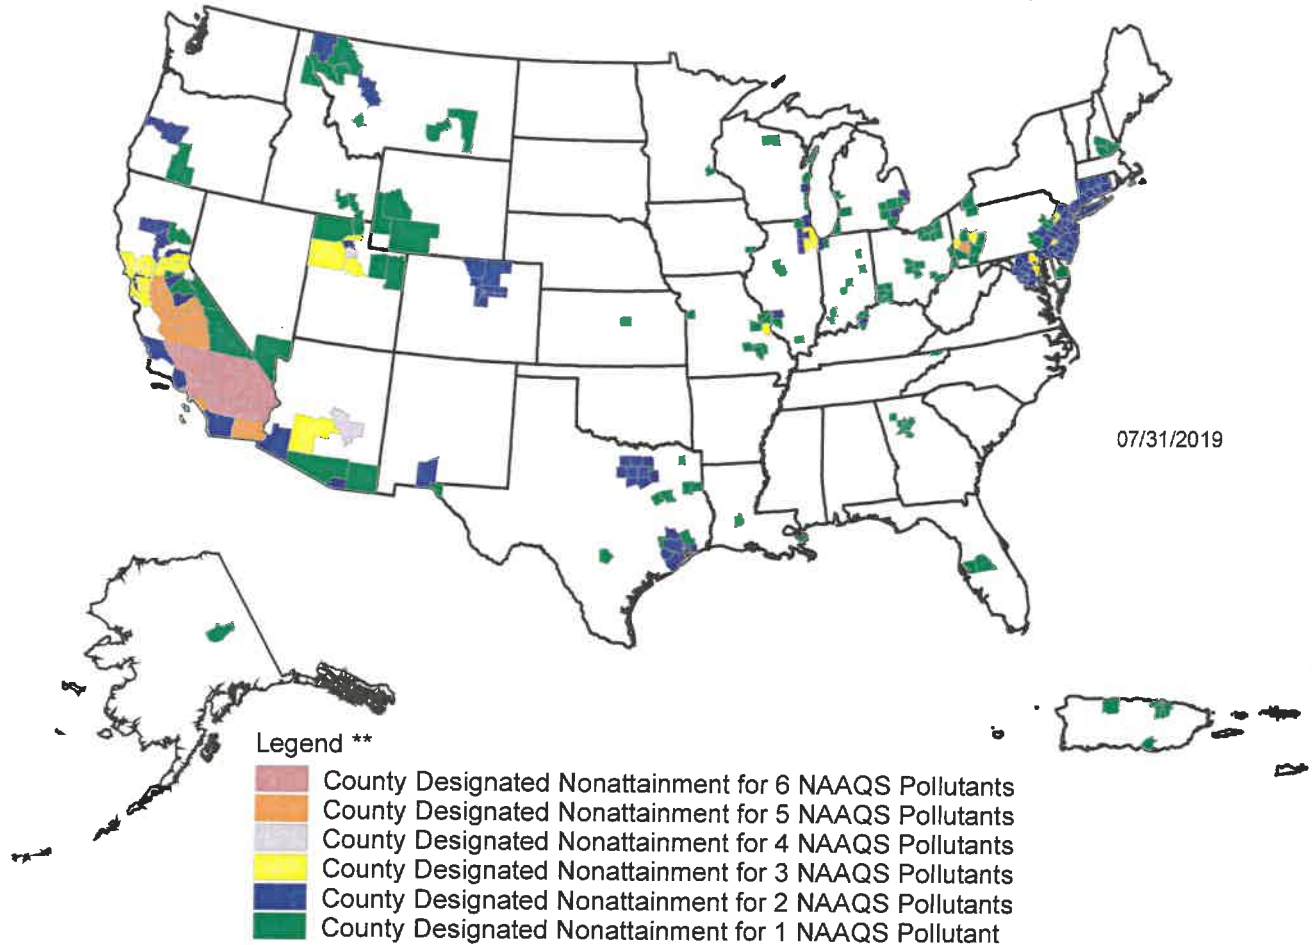 07/31/2019
Legend **
County Designated Nonattainment for 6 NAAQS Pollutants
County Designated Nonattainment for 5 NAAQS Pollutants
County Designated Nonattainment for 4 NAAQS Pollutants
County Designated Nonattainment for 3 NAAQS Pollutants
County Designated Nonattainment for 2 NAAQS Pollutants
County Designated Nonattainment for 1 NAAQS Pollutant